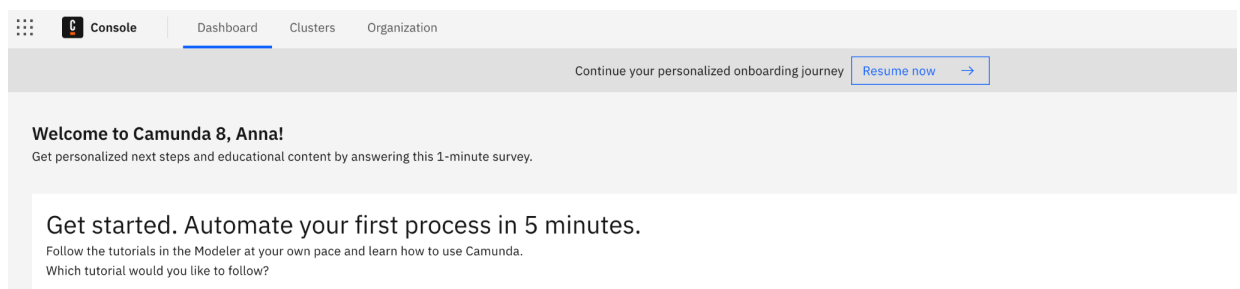 C Console Dashboard Clusters Organization
Continue your personalized onboarding journey Resume now
Welcome to Camunda 8, Anna!
Get personalized next steps and educational content by answering this 1-minute survey.
Get started. Automate your first process in 5 minutes.
Follow the tutorials in the Modeler at your own pace and learn how to use Camunda.
Which tutorial would you like to follow?